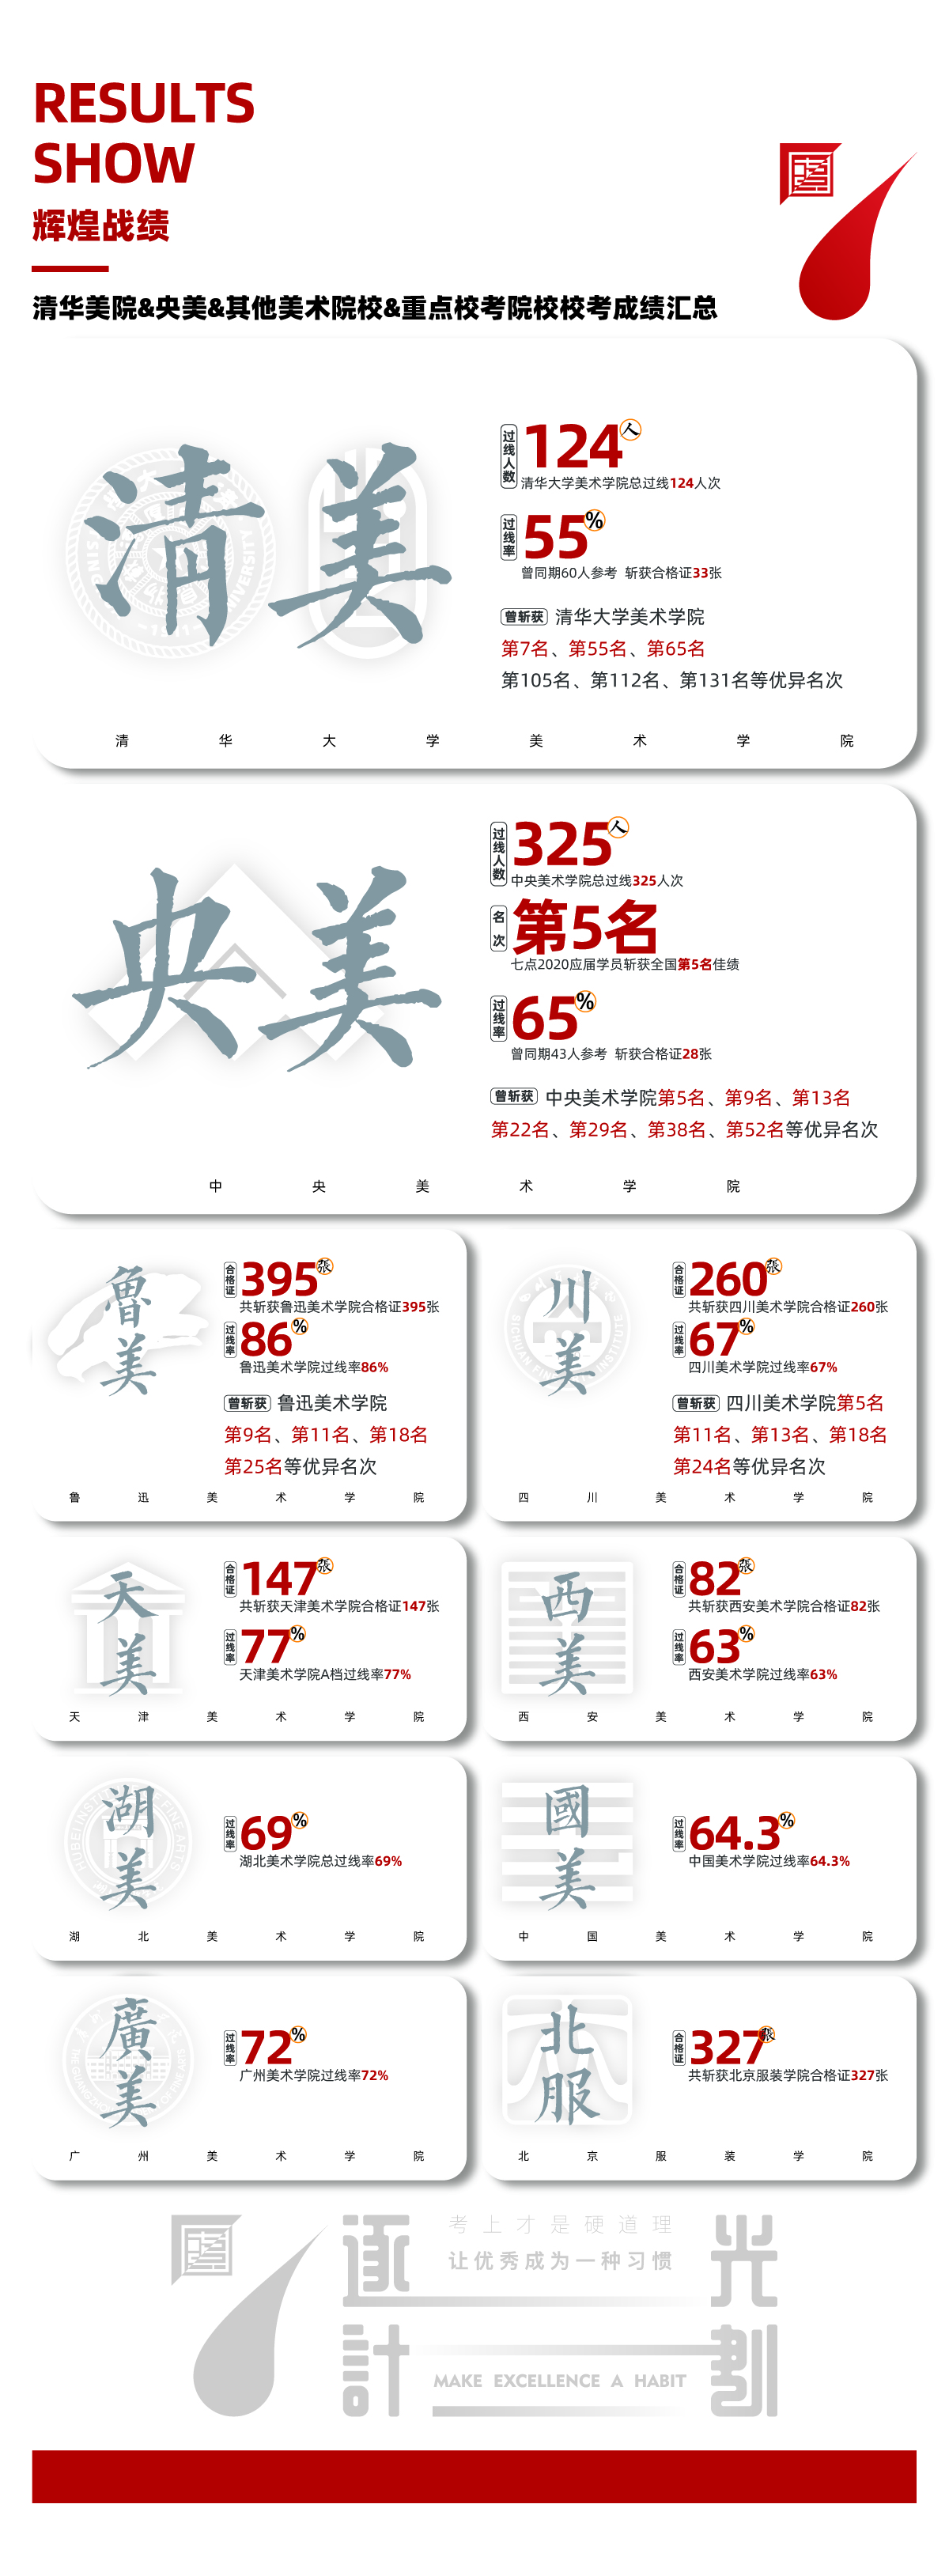 RESULTS
SHOW
辉煌战绩
清华美院&央美&其他美术院校&重点校考院校校考成绩汇总
清美
过线人数
124人
清华大学美术学院总过线124人次
过线率
55%
曾同期60人参考 斩获合格证33张
曾斩获 清华大学美术学院
第7名、第55名、第65名
第105名、第112名、第131名等优异名次
清华大学美术学院
央美
过线人数
325人
中央美术学院总过线325人次
名次
第5名
七点2020应届学员斩获全国第5名佳绩
过线率
65%
曾同期43人参考 斩获合格证28张
曾斩获 中央美术学院第5名、第9名、第13名
第22名、第29名、第38名、第52名等优异名次
中央美术学院
魯美
合格证
395张
共斩获鲁迅美术学院合格证395张
过线率
86%
鲁迅美术学院过线率86%
曾斩获 鲁迅美术学院
第9名、第11名、第18名
第25名等优异名次
鲁迅美术学院
川美
合格证
260张
共斩获四川美术学院合格证260张
过线率
67%
四川美术学院过线率67%
曾斩获 四川美术学院第5名
第11名、第13名、第18名
第24名等优异名次
四川美术学院
天美
合格证
147张
共斩获天津美术学院合格证147张
过线率
77%
天津美术学院A档过线率77%
天津美术学院
西美
合格证
82张
共斩获西安美术学院合格证82张
过线率
63%
西安美术学院过线率63%
西安美术学院
湖美
过线率
69%
湖北美术学院总过线率69%
湖北美术学院
國美
过线率
64.3%
中国美术学院过线率64.3%
中国美术学院
廣美
过线率
72%
广州美术学院过线率72%
广州美术学院
北服
合格证
327张
共斩获北京服装学院合格证327张
北京服装学院
逐光
考上才是硬道理
让优秀成为一种习惯
計划
MAKE EXCELLENCE A HABIT